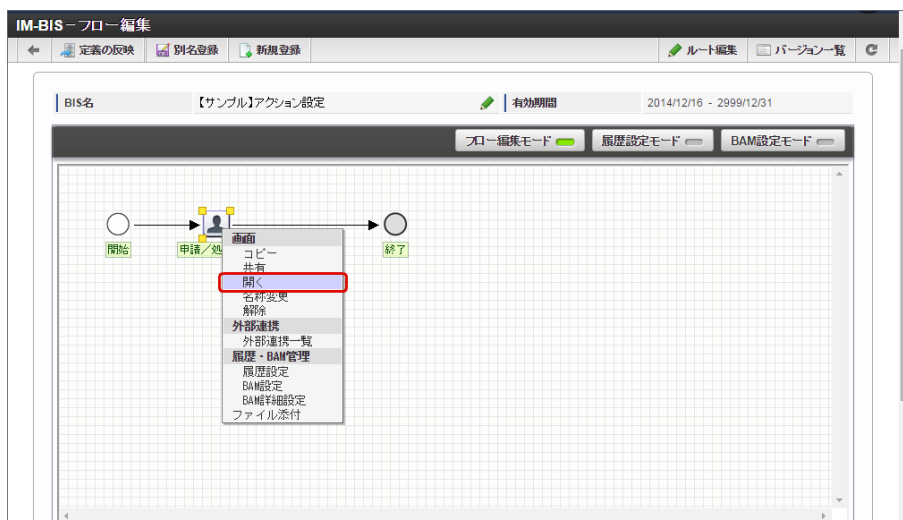 IM-BIS－フロー編集
定義の反映 別名登録 新規登録 ルート編集 バージョン一覧
BIS名 【サンプル】アクション設定 有効期間 2014/12/16 - 2999/12/31
フロー編集モード 履歴設定モード BAM設定モード
開始 申請／処 終了
画面
コピー
共有
開く
名称変更
解除
外部連携
外部連携一覧
履歴・BAM管理
履歴設定
BAM設定
BAM詳細設定
ファイル添付